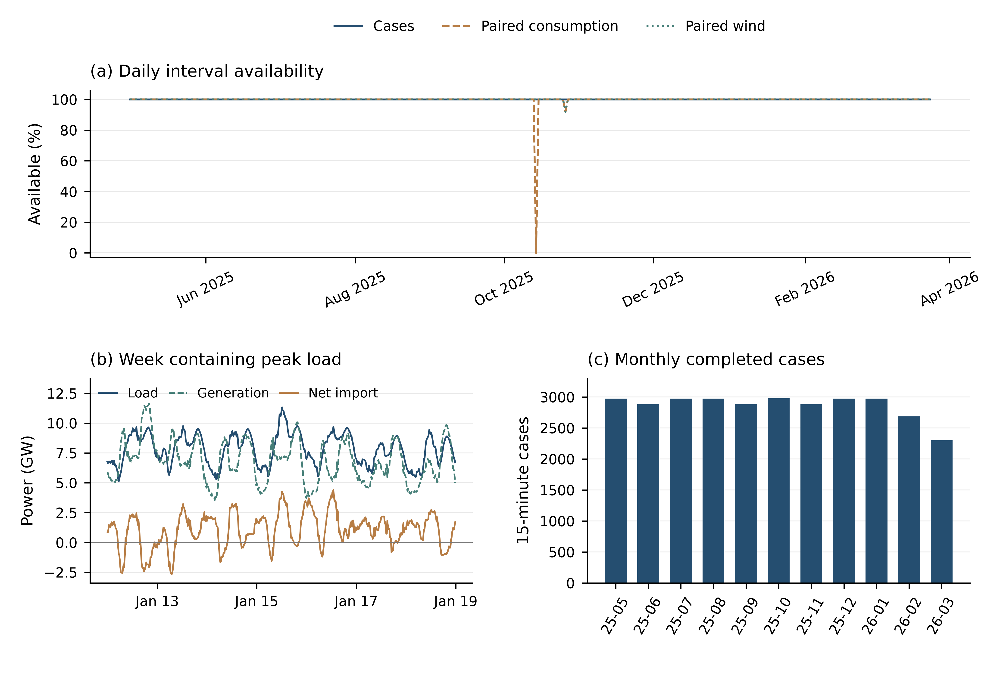 Cases Paired consumption Paired wind
(a) Daily interval availability
Available (%)
100
80
60
40
20
0
Jun 2025 Aug 2025 Oct 2025 Dec 2025 Feb 2026 Apr 2026
(b) Week containing peak load
Power (GW)
Load Generation Net import
12.5
10.0
7.5
5.0
2.5
0.0
−2.5
Jan 13 Jan 15 Jan 17 Jan 19
(c) Monthly completed cases
15-minute cases
3000
2500
2000
1500
1000
500
0
25-05 25-06 25-07 25-08 25-09 25-10 25-11 25-12 26-01 26-02 26-03